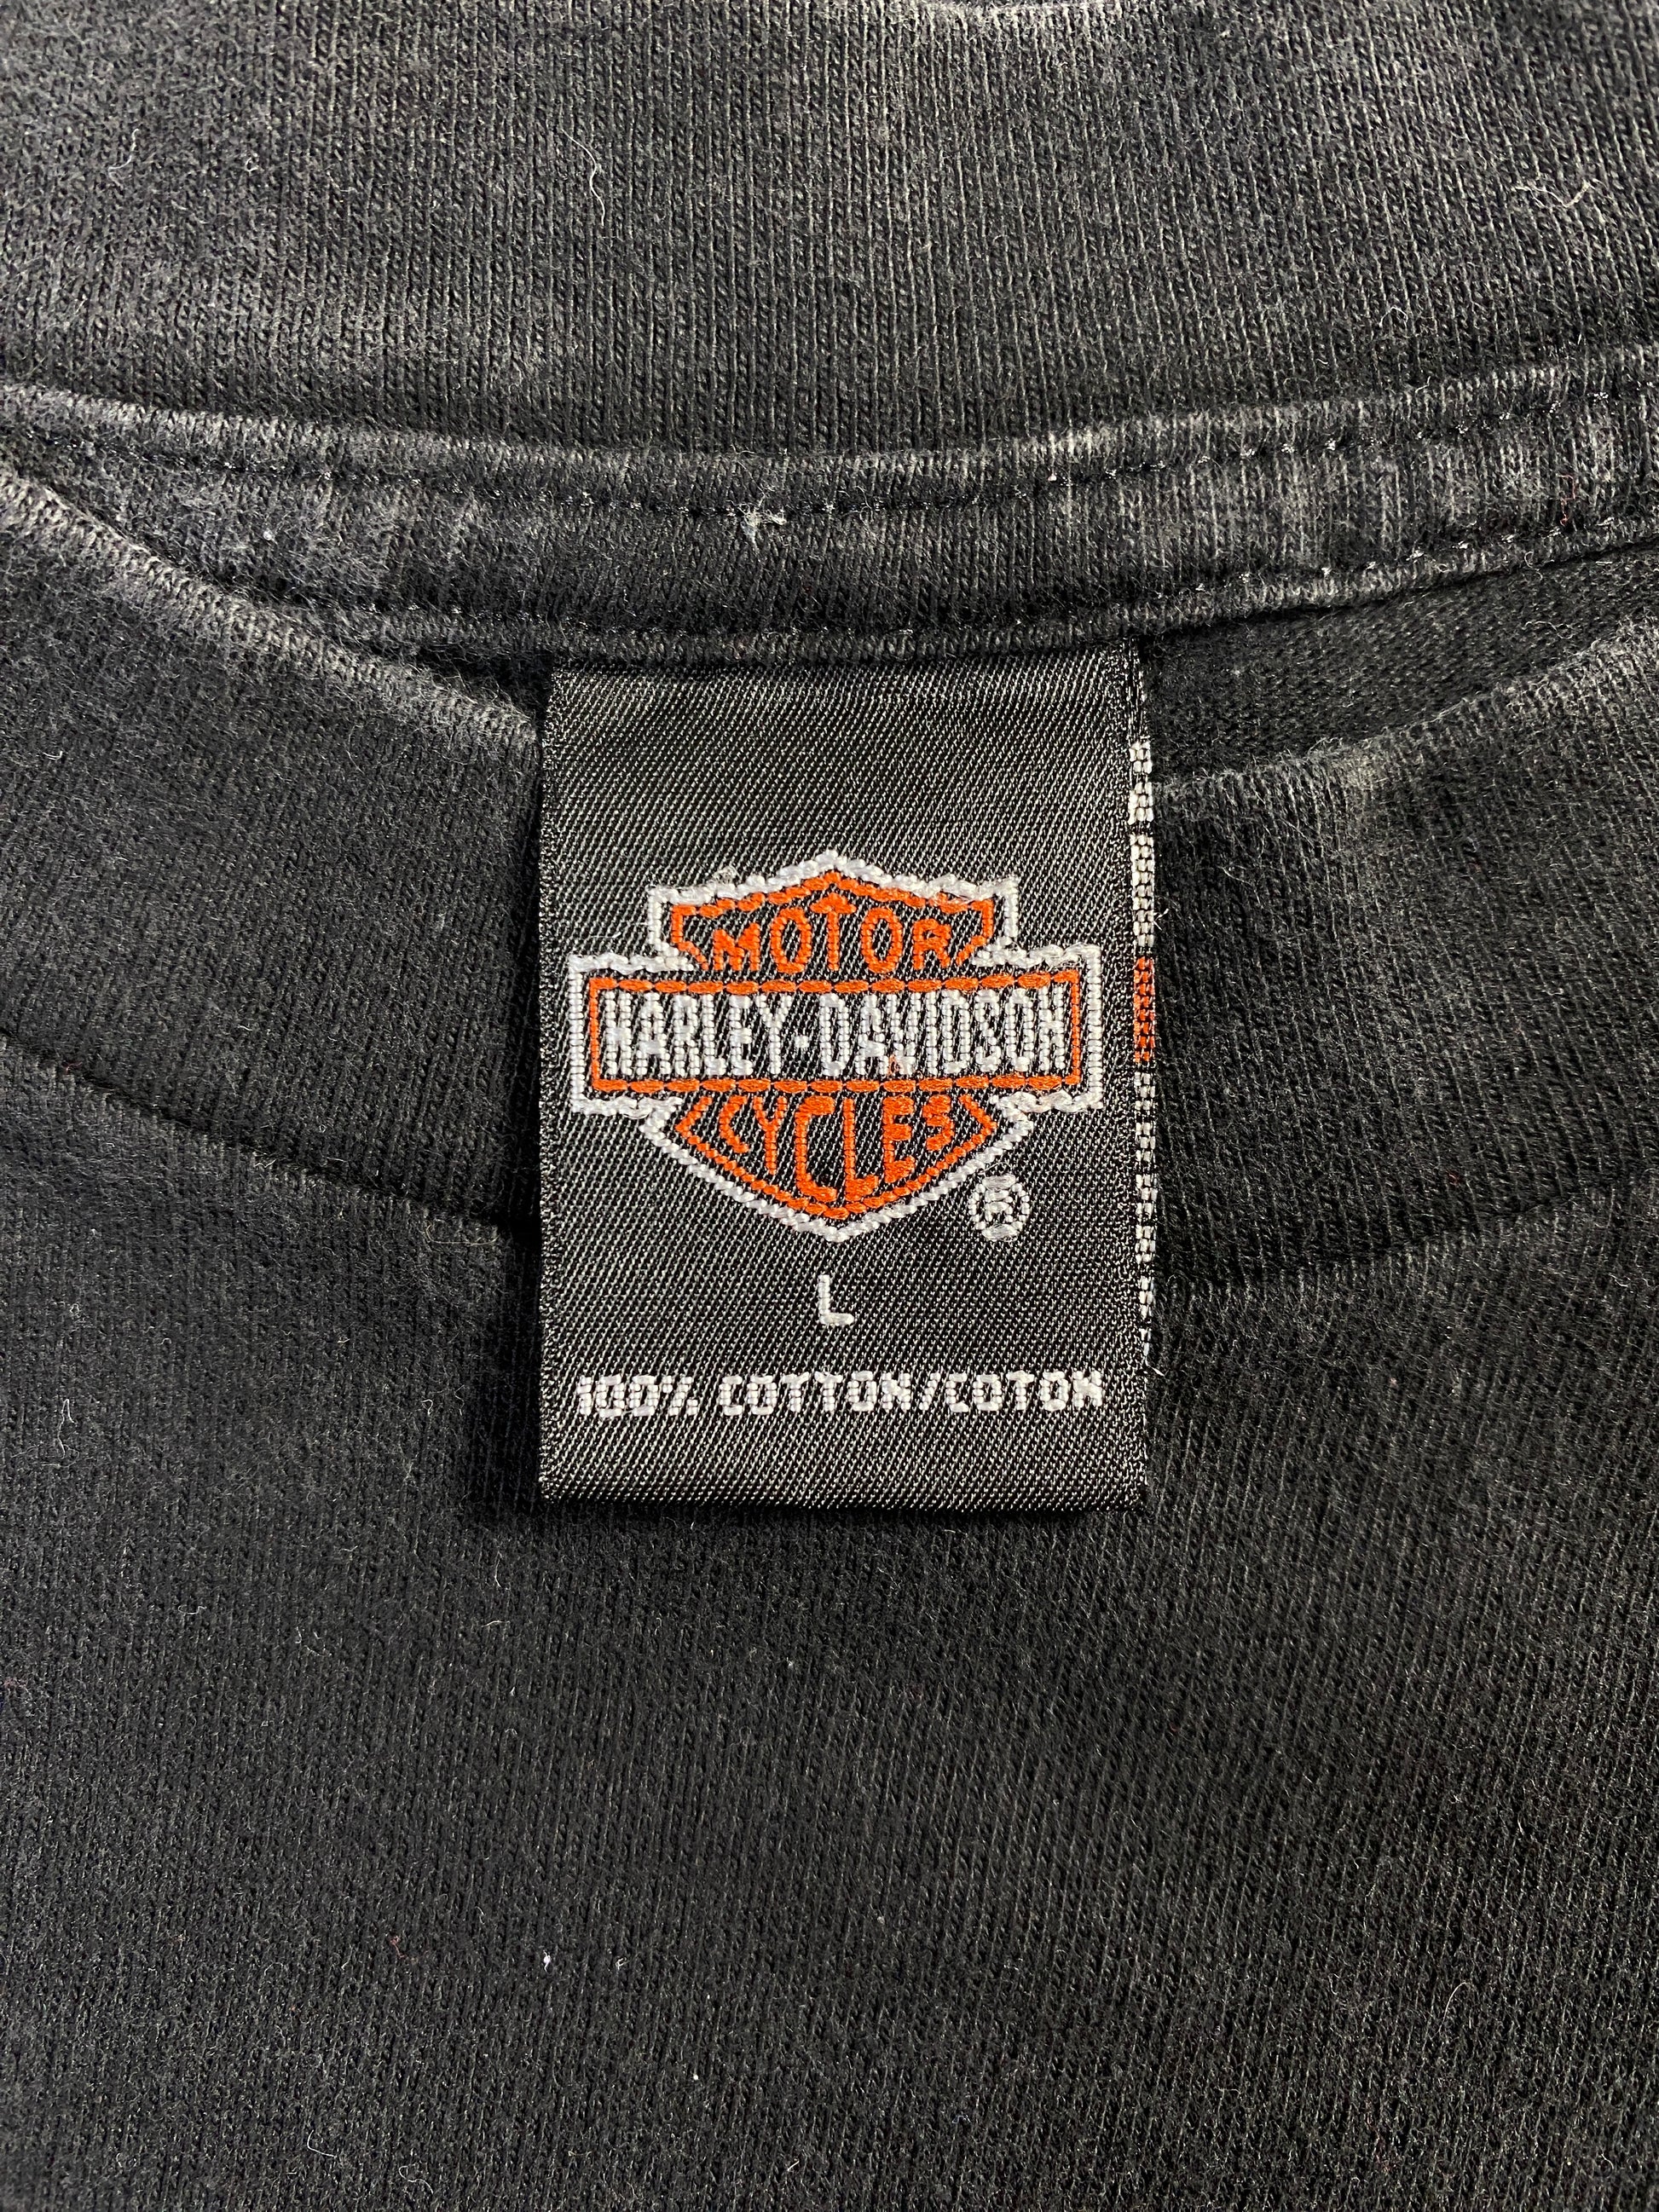 MOTOR
HARLEY-DAVIDSON
CYCLES
®
L
100% COTTON/COTON